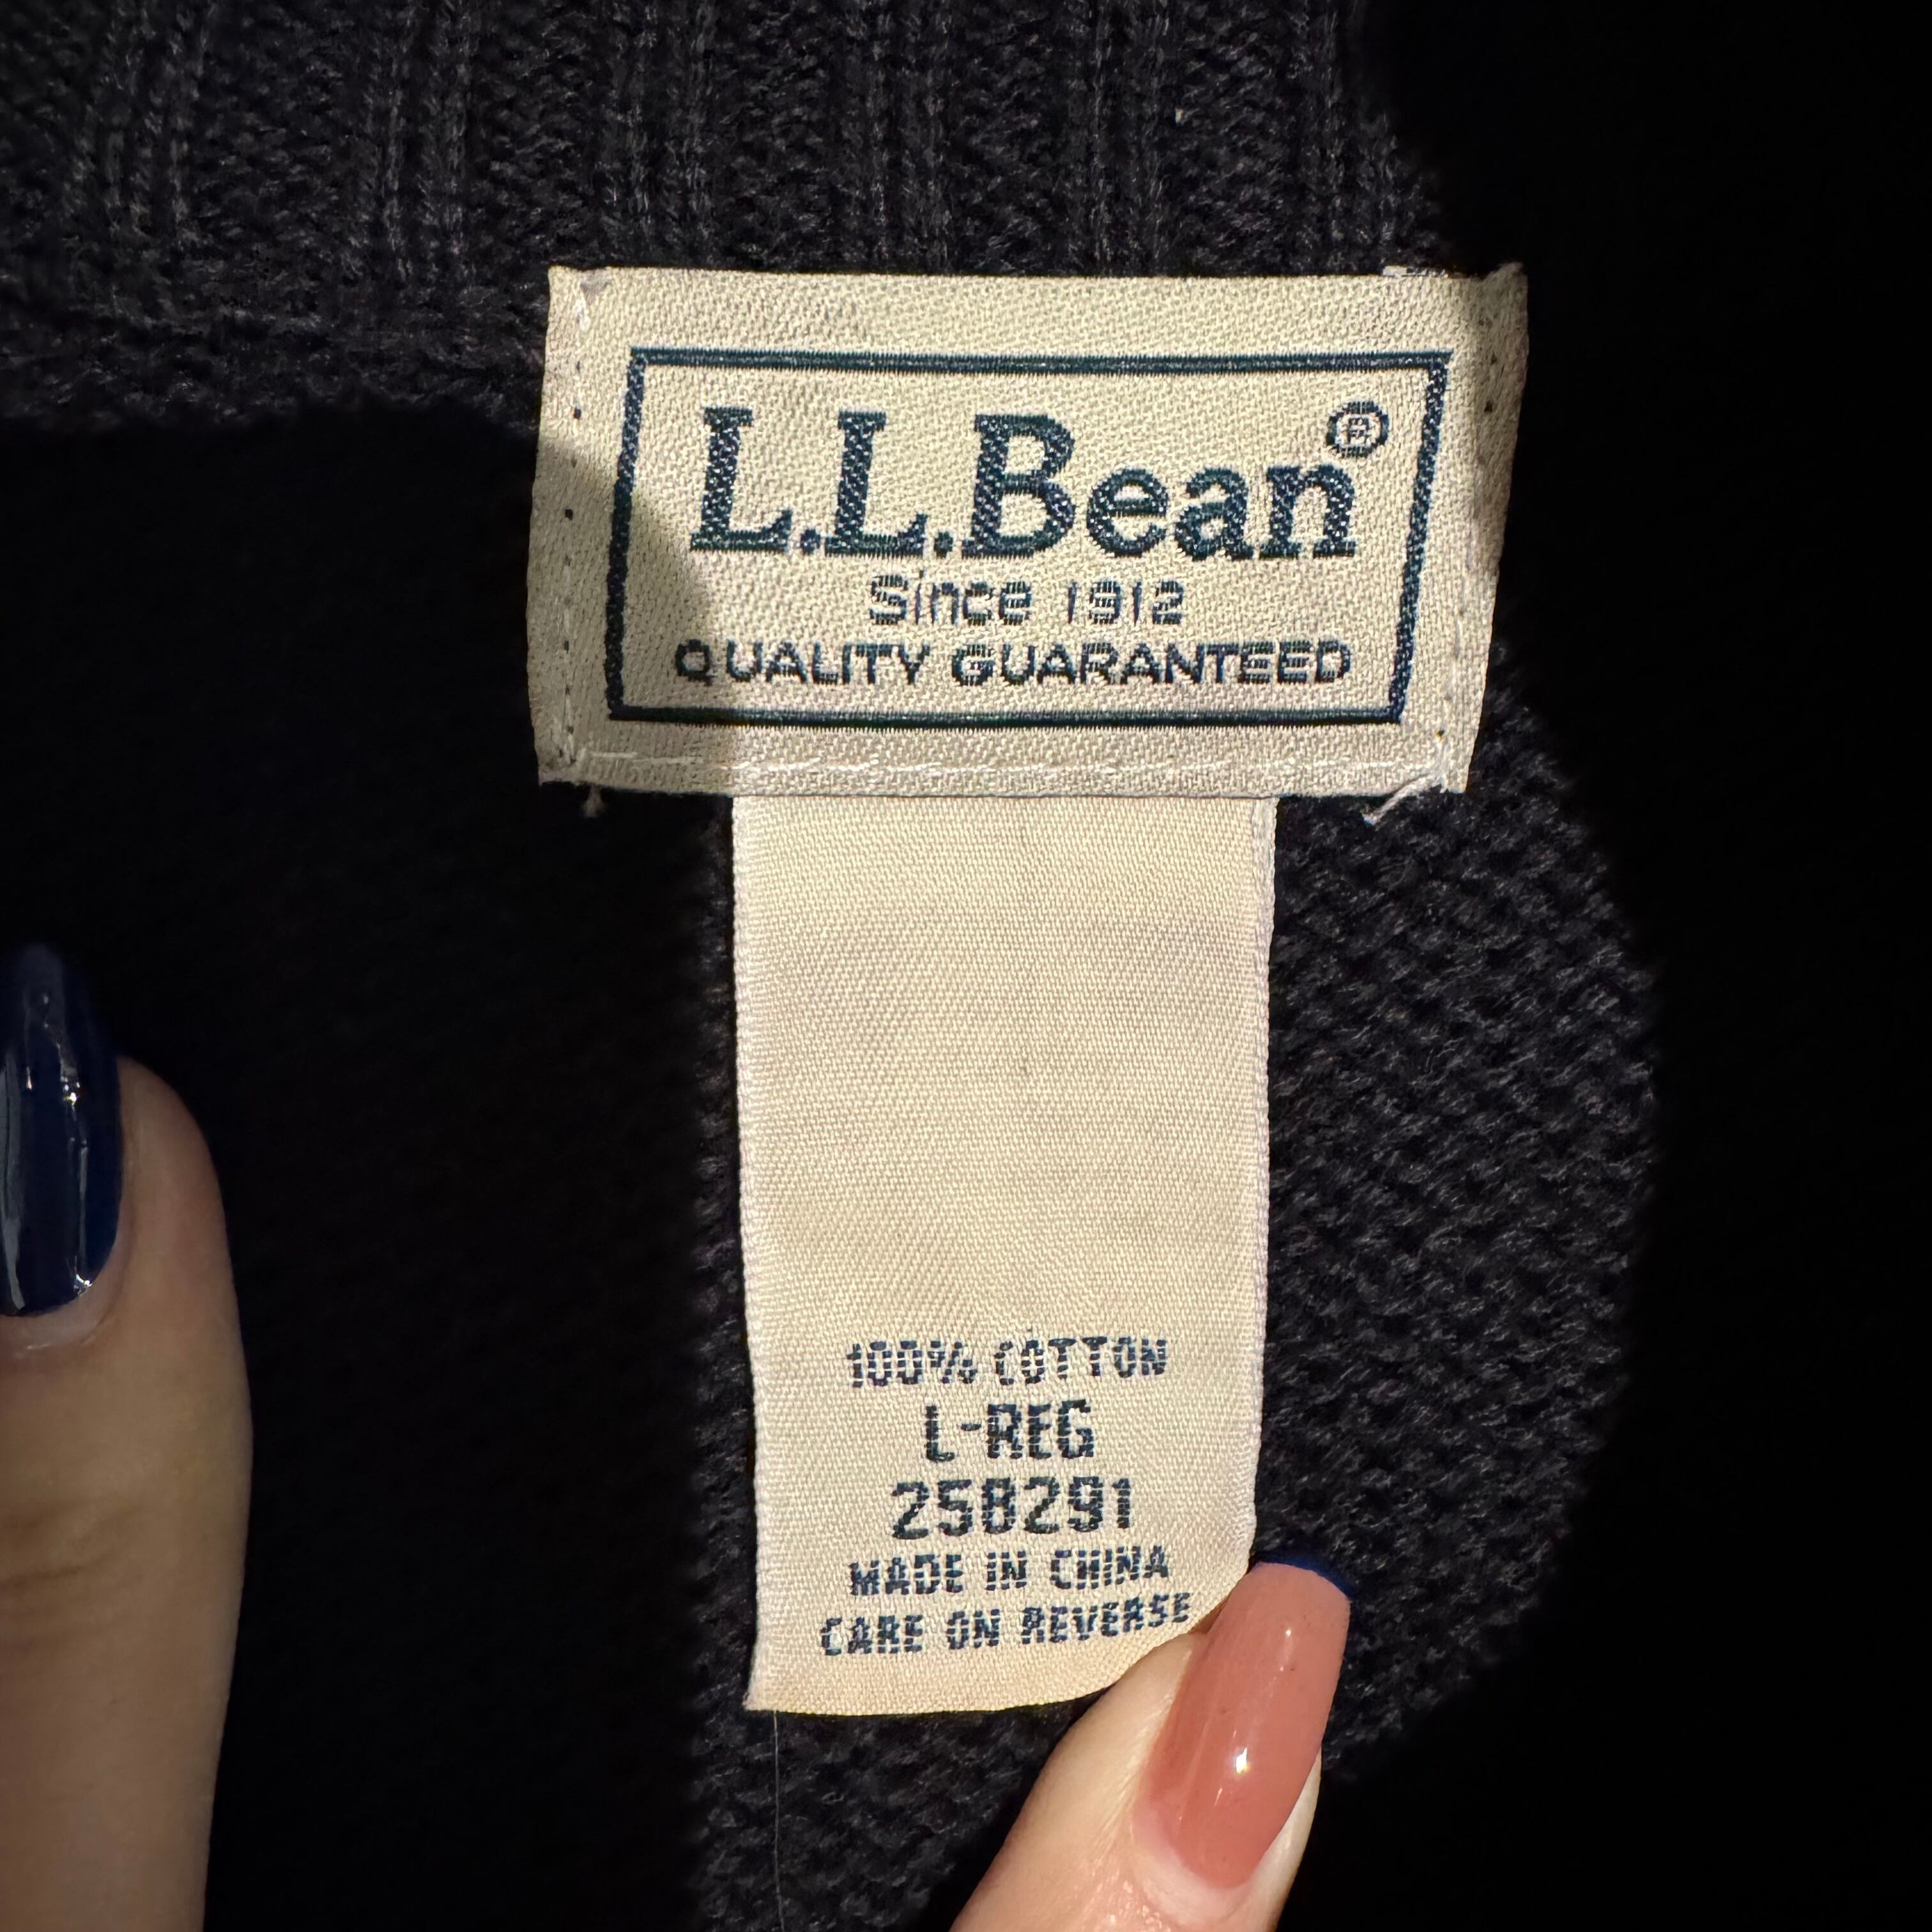 L.L.Bean®
Since 1912
QUALITY GUARANTEED
100% COTTON
L-REG
258291
MADE IN CHINA
CARE ON REVERSE